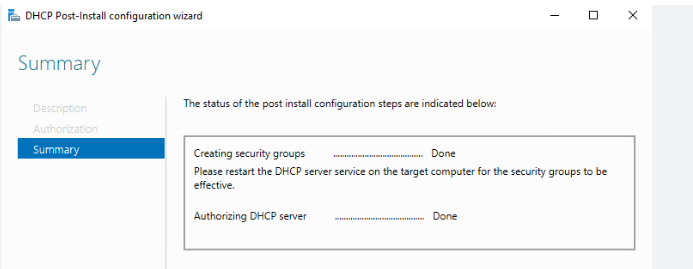 DHCP Post-Install configuration wizard
Summary
Description
Authorization
Summary
The status of the post install configuration steps are indicated below:
Creating security groups ..................................... Done
Please restart the DHCP server service on the target computer for the security groups to be
effective.
Authorizing DHCP server ..................................... Done